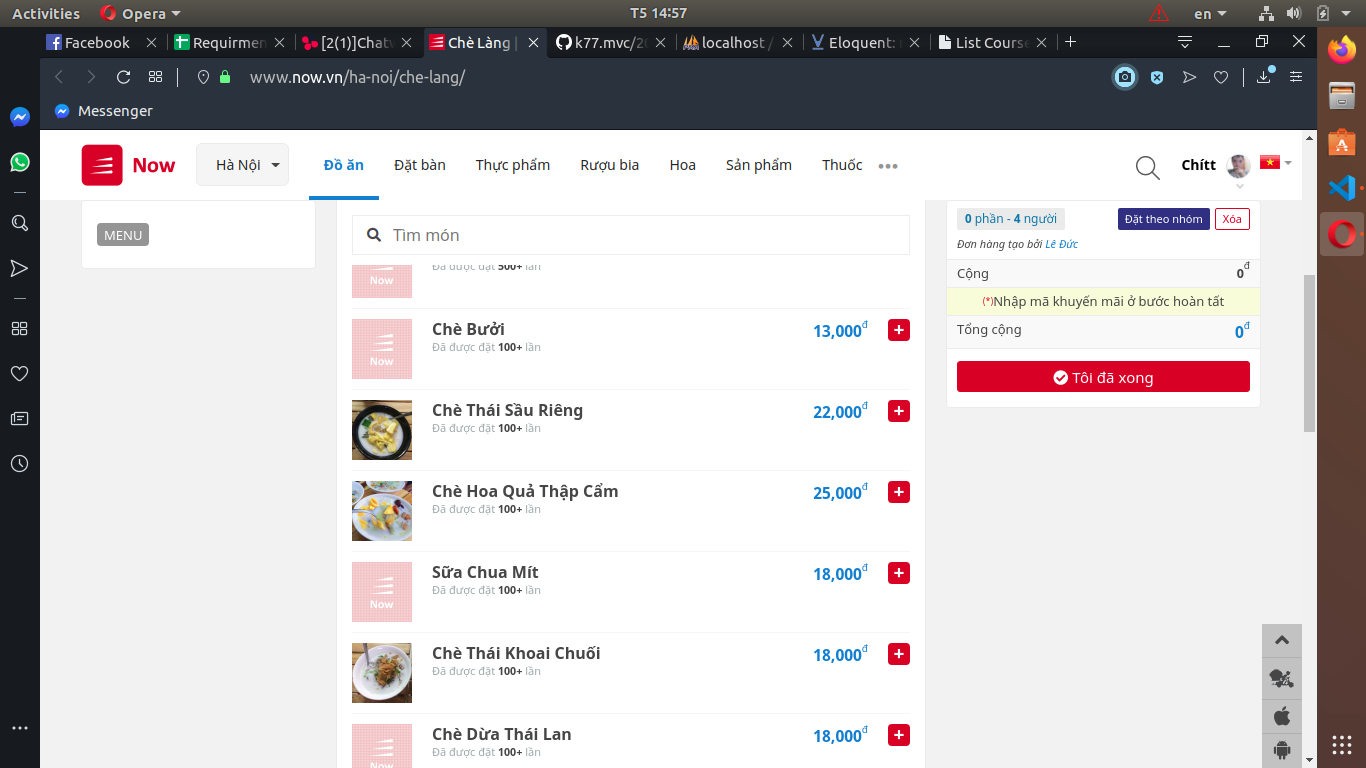 Activities
Opera
T5 14:57
en
Facebook
Requirmen
[2(1)]Chatw
Chè Làng |
k77.mvc/20
localhost /
Eloquent: r
List Course
www.now.vn/ha-noi/che-lang/
Messenger
Now
Hà Nội
Đồ ăn
Đặt bàn
Thực phẩm
Rượu bia
Hoa
Sản phẩm
Thuốc
Chítt
MENU
Tìm món
Đã được đặt 500+ lần
Now
Chè Bưởi
13,000đ
Đã được đặt 100+ lần
Now
Chè Thái Sầu Riêng
22,000đ
Đã được đặt 100+ lần
Chè Hoa Quả Thập Cẩm
25,000đ
Đã được đặt 100+ lần
Sữa Chua Mít
18,000đ
Đã được đặt 100+ lần
Now
Chè Thái Khoai Chuối
18,000đ
Đã được đặt 100+ lần
Chè Dừa Thái Lan
18,000đ
Đã được đặt 100+ lần
Now
0 phần - 4 người
Đặt theo nhóm
Xóa
Đơn hàng tạo bởi Lê Đức
Cộng
0đ
(*)Nhập mã khuyến mãi ở bước hoàn tất
Tổng cộng
0đ
Tôi đã xong